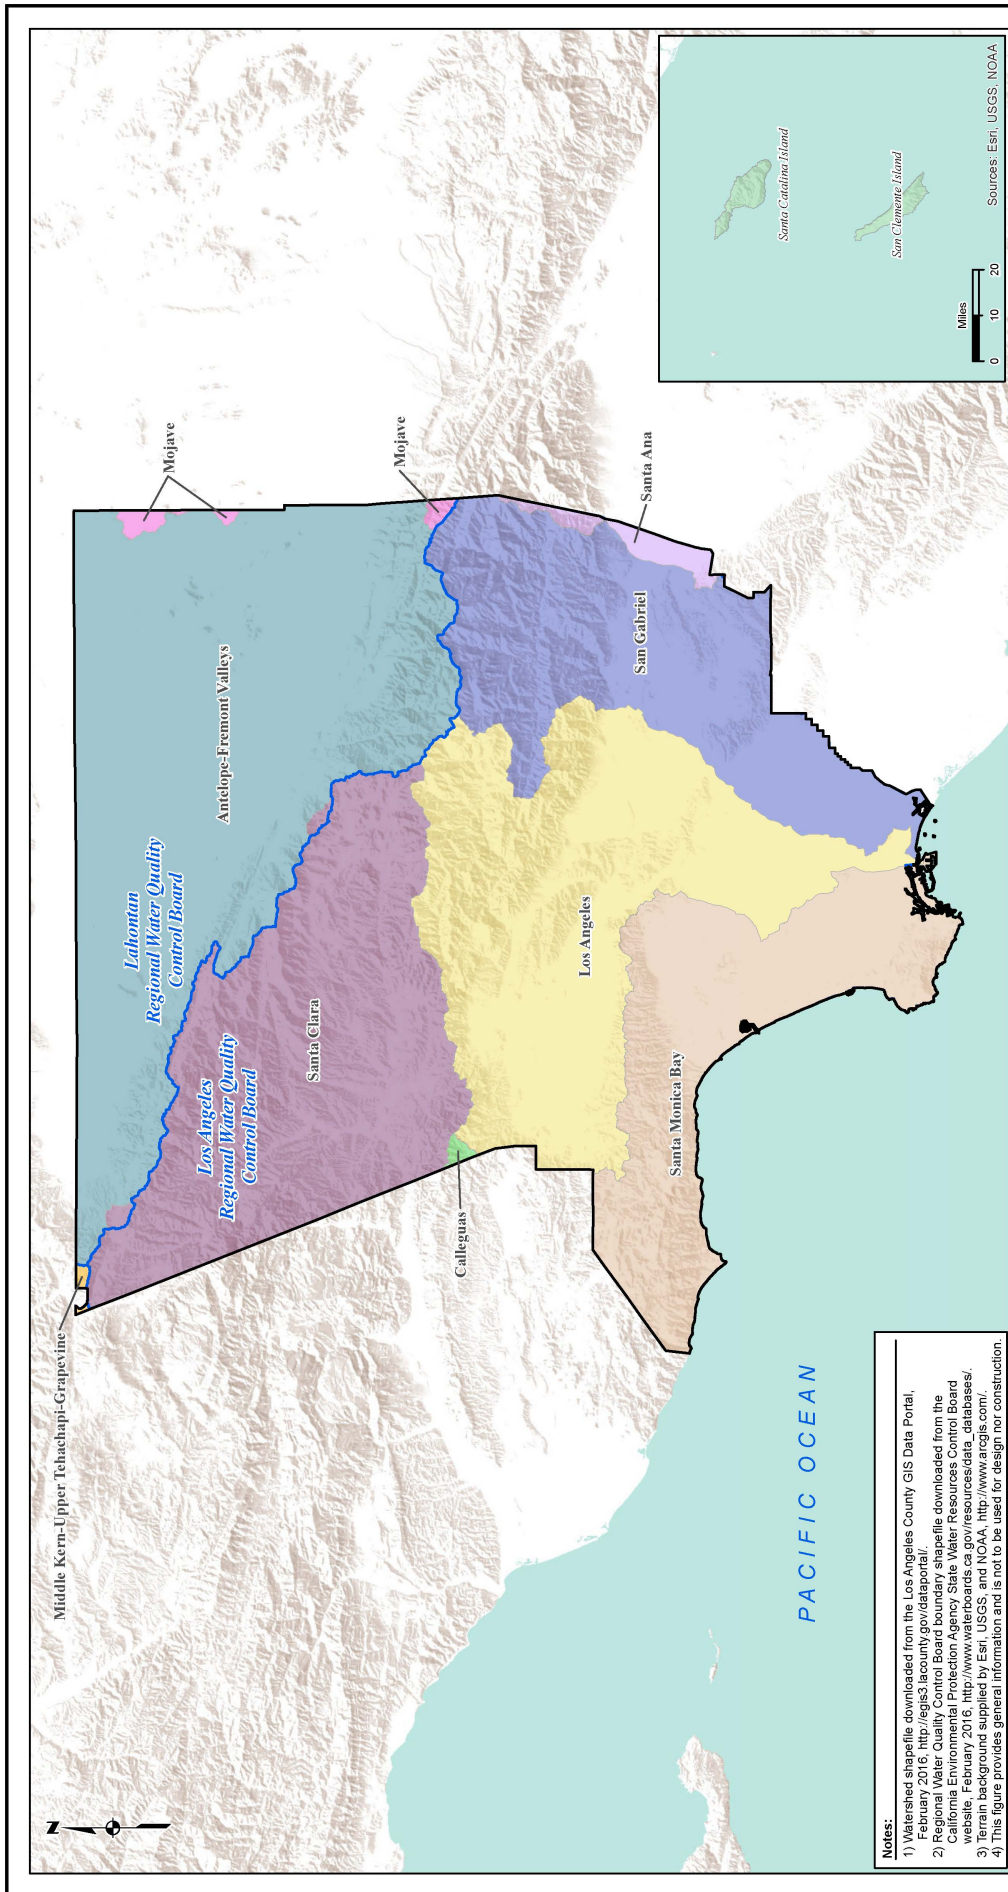 N
Middle Kern-Upper Tehachapi-Grapevine
Lahontan
Regional Water Quality
Control Board
Los Angeles
Regional Water Quality
Control Board
Antelope-Fremont Valleys
Mojave
Mojave
Santa Clara
Calleguas
Los Angeles
San Gabriel
Santa Ana
Santa Monica Bay
PACIFIC OCEAN
Santa Catalina Island
San Clemente Island
Miles
0 10 20
Sources: Esri, USGS, NOAA
Notes:
1) Watershed shapefile downloaded from the Los Angeles County GIS Data Portal,
February 2016, http://egis3.lacounty.gov/dataportal/.
2) Regional Water Quality Control Board boundary shapefile downloaded from the
California Environmental Protection Agency State Water Resources Control Board
website, February 2016, http://www.waterboards.ca.gov/resources/data_databases/.
3) Terrain background supplied by Esri, USGS, and NOAA, http://www.arcgis.com/.
4) This figure provides general information and is not to be used for design nor construction.